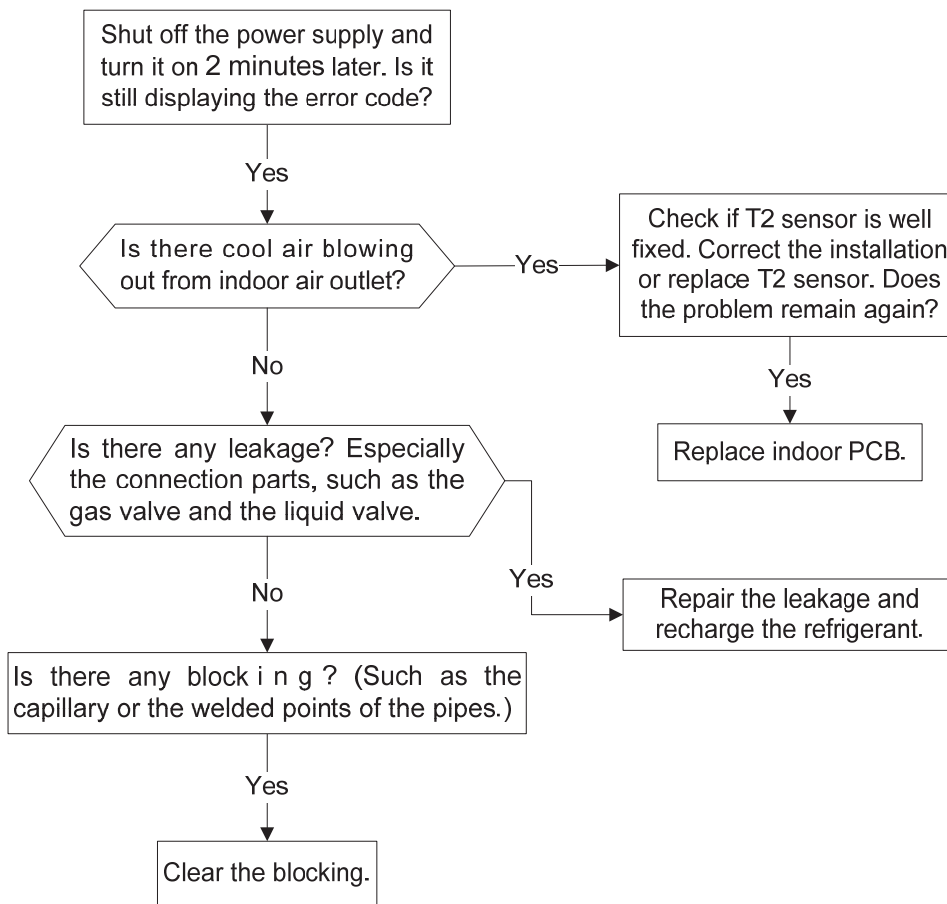 Shut off the power supply and
turn it on 2 minutes later. Is it
still displaying the error code?
Yes
Is there cool air blowing
out from indoor air outlet?
Yes
Check if T2 sensor is well
fixed. Correct the installation
or replace T2 sensor. Does
the problem remain again?
Yes
Replace indoor PCB.
No
Is there any leakage? Especially
the connection parts, such as the
gas valve and the liquid valve.
Yes
Repair the leakage and
recharge the refrigerant.
No
Is there any blocking? (Such as the
capillary or the welded points of the pipes.)
Yes
Clear the blocking.